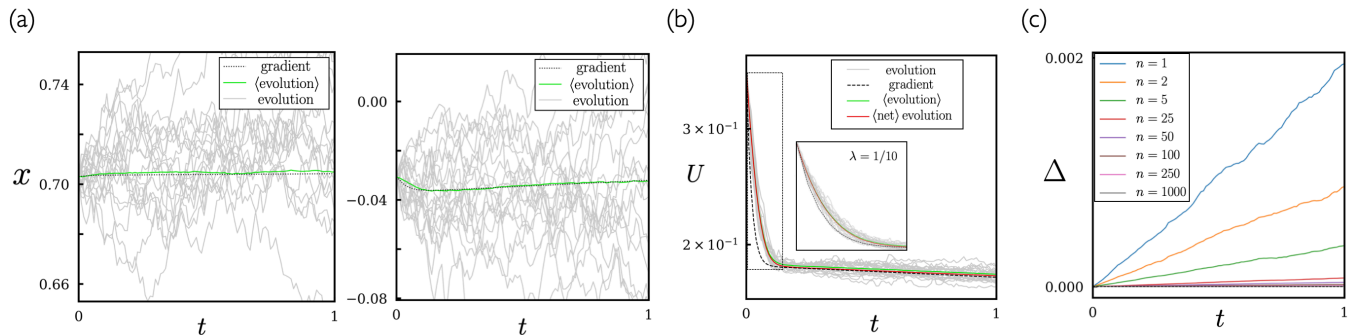 (a)
0.74
0.70
0.66
x
gradient
⟨evolution⟩
evolution
0
t
1
0.00
−0.04
−0.08
gradient
⟨evolution⟩
evolution
0
t
1
(b)
3 × 10⁻¹
2 × 10⁻¹
U
evolution
gradient
⟨evolution⟩
⟨net⟩ evolution
λ = 1/10
0
t
1
(c)
0.002
0.000
Δ
n = 1
n = 2
n = 5
n = 25
n = 50
n = 100
n = 250
n = 1000
0
t
1